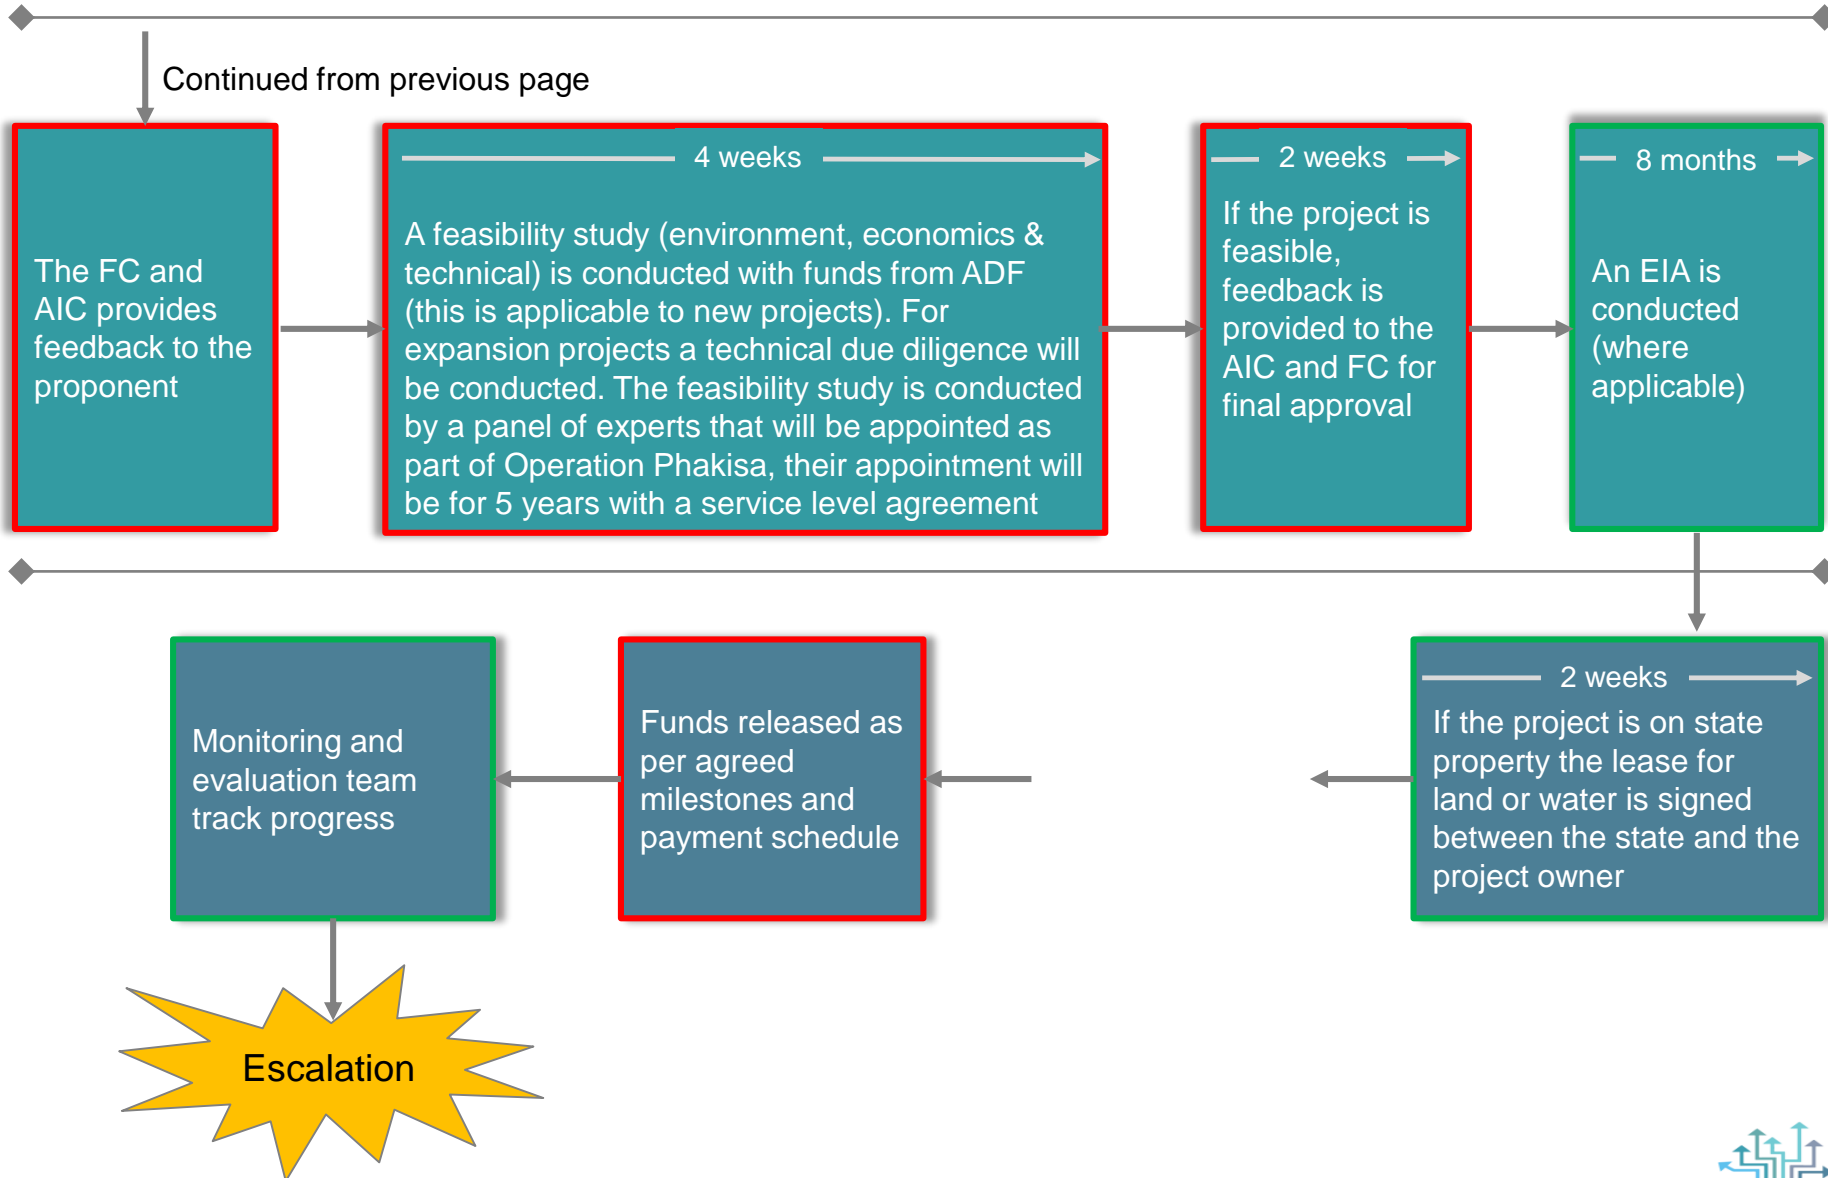 Continued from previous page
The FC and
AIC provides
feedback to the
proponent
4 weeks
A feasibility study (environment, economics &
technical) is conducted with funds from ADF
(this is applicable to new projects). For
expansion projects a technical due diligence will
be conducted. The feasibility study is conducted
by a panel of experts that will be appointed as
part of Operation Phakisa, their appointment will
be for 5 years with a service level agreement
2 weeks
If the project is
feasible,
feedback is
provided to the
AIC and FC for
final approval
8 months
An EIA is
conducted
(where
applicable)
2 weeks
If the project is on state
property the lease for
land or water is signed
between the state and the
project owner
Funds released as
per agreed
milestones and
payment schedule
Monitoring and
evaluation team
track progress
Escalation